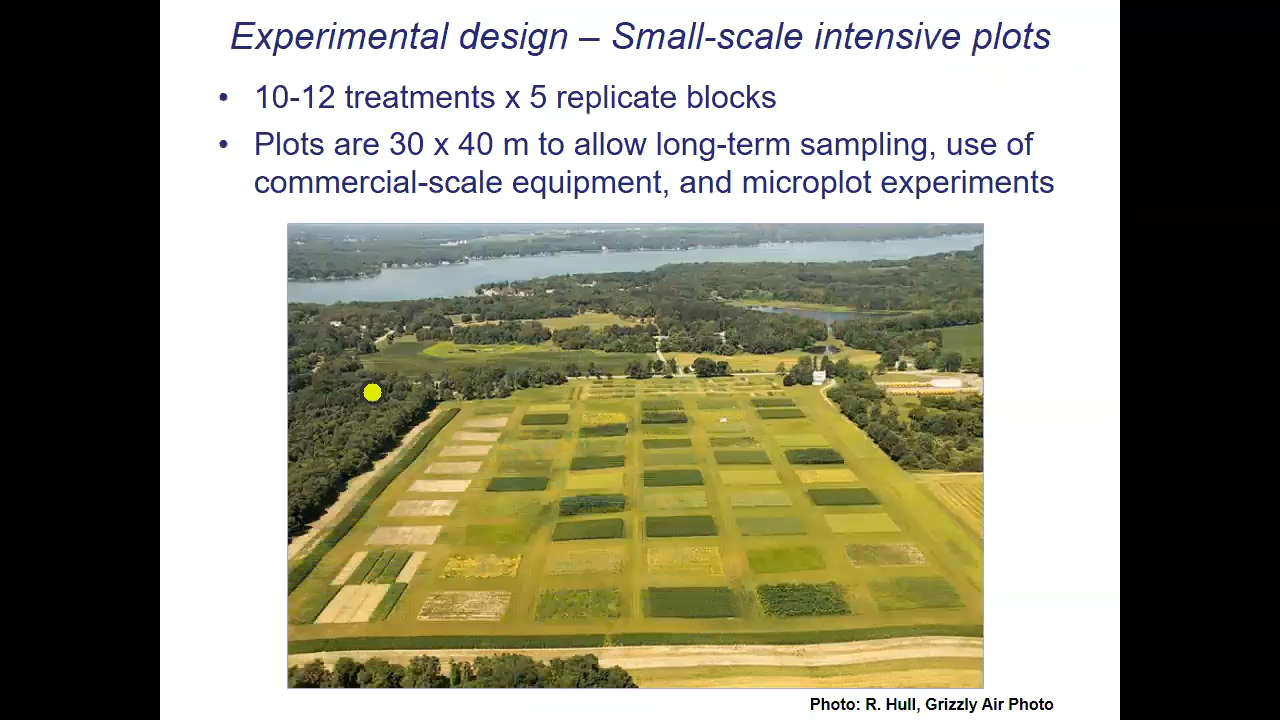 Experimental design – Small-scale intensive plots
• 10-12 treatments x 5 replicate blocks
• Plots are 30 x 40 m to allow long-term sampling, use of
commercial-scale equipment, and microplot experiments
Photo: R. Hull, Grizzly Air Photo